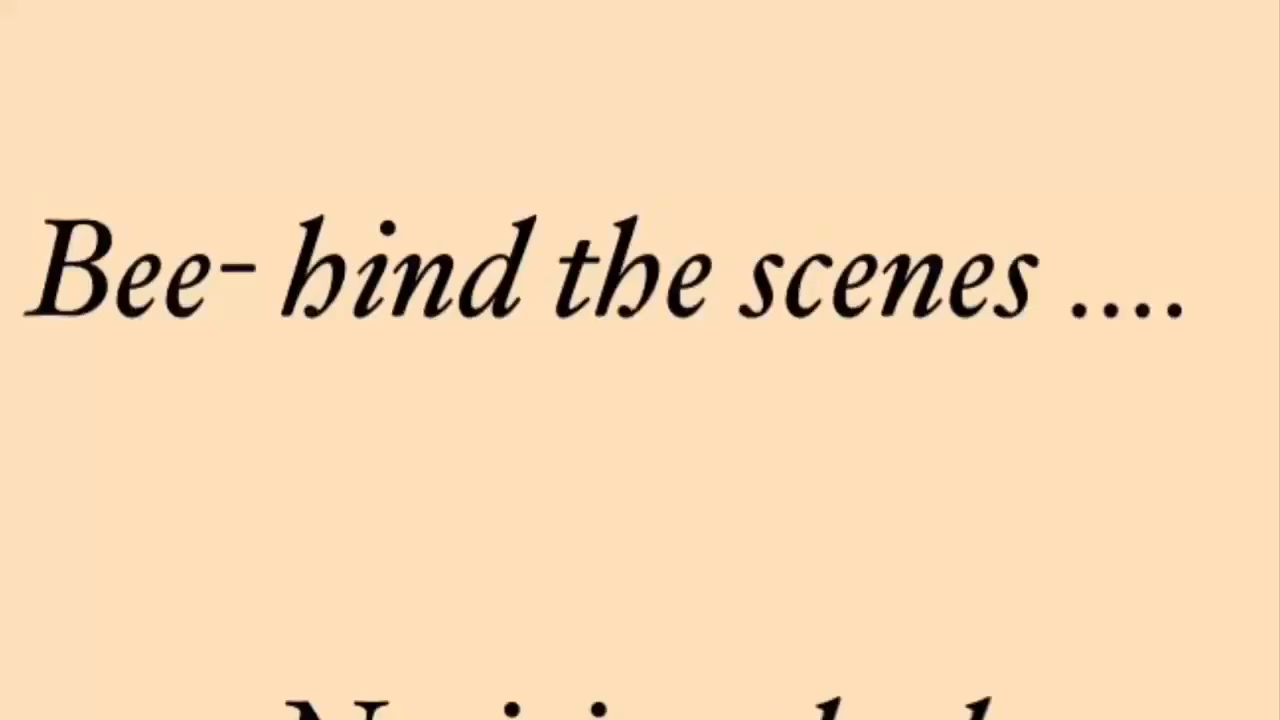 Bee- hind the scenes ....